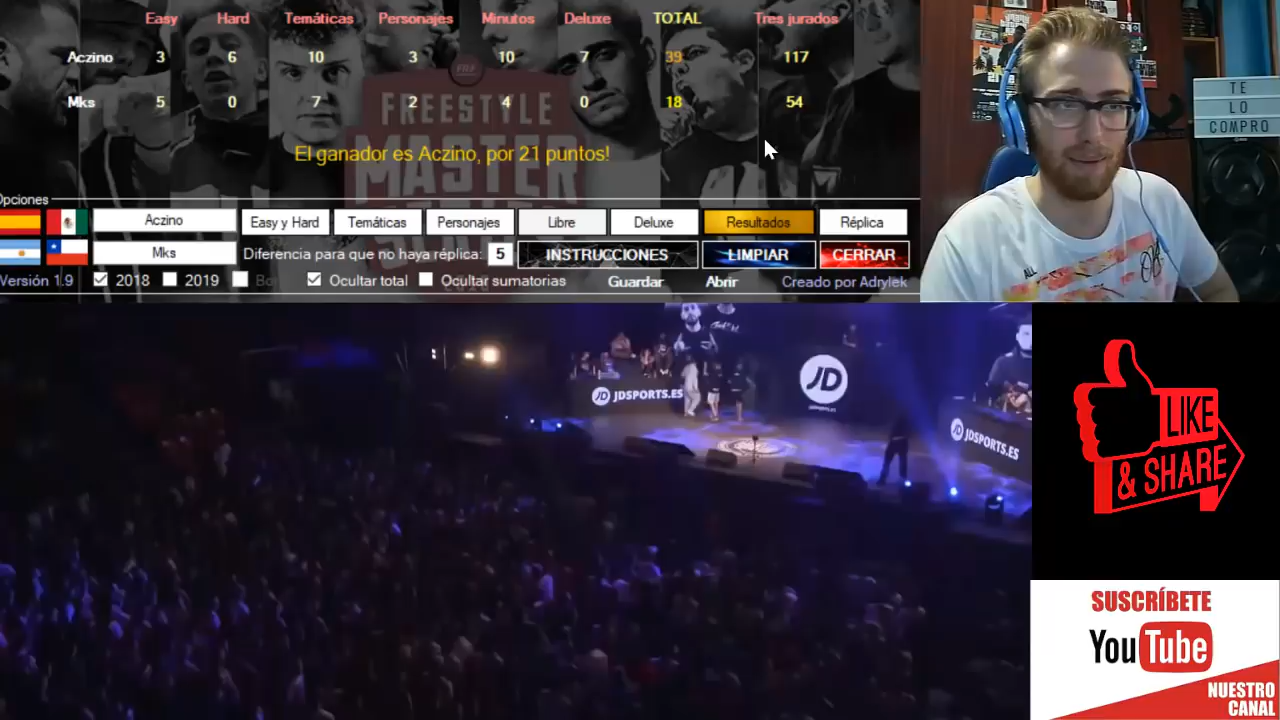 Easy Hard Temáticas Personajes Minutos Deluxe TOTAL Tres jurados
Aczino 3 6 10 3 10 7 39 117
Mks 5 0 7 2 4 0 18 54
FREESTYLE
MASTER
El ganador es Aczino, por 21 puntos!
Opciones
Aczino Easy y Hard Temáticas Personajes Libre Deluxe Resultados Réplica
Mks Diferencia para que no haya réplica: 5 INSTRUCCIONES LIMPIAR CERRAR
Versión 1.9 2018 2019 Ocultar total Ocultar sumatorias Guardar Abrir Creado por Adrylek
TE
LO
COMPRO
ALL
JD JDSPORTS.ES
JD
JD JDSPORTS.ES
LIKE
& SHARE
SUSCRÍBETE
YouTube
NUESTRO
CANAL